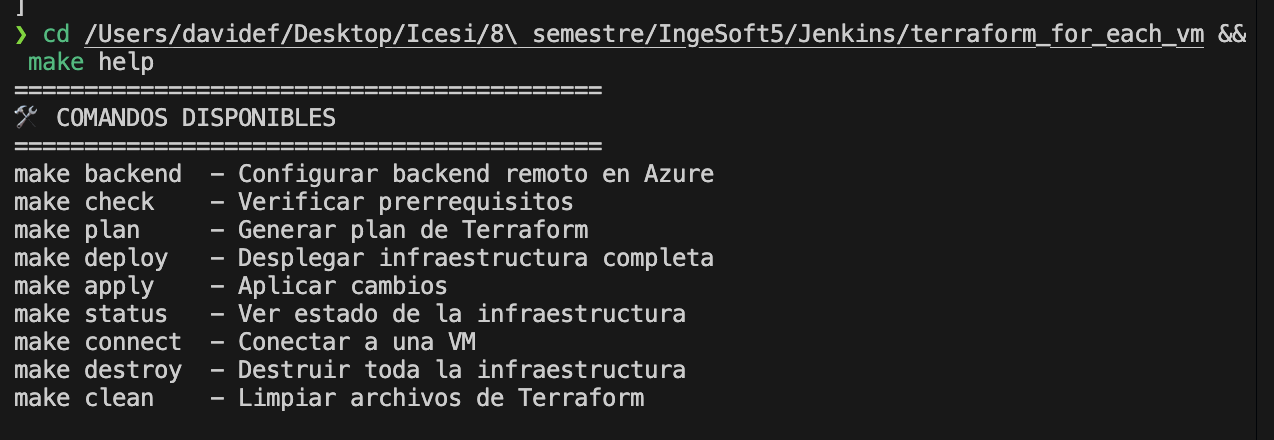 ]
❯ cd /Users/davidef/Desktop/Icesi/8\ semestre/IngeSoft5/Jenkins/terraform_for_each_vm &&
 make help
==========================================
🛠️ COMANDOS DISPONIBLES
==========================================
make backend  - Configurar backend remoto en Azure
make check    - Verificar prerrequisitos
make plan     - Generar plan de Terraform
make deploy   - Desplegar infraestructura completa
make apply    - Aplicar cambios
make status   - Ver estado de la infraestructura
make connect  - Conectar a una VM
make destroy  - Destruir toda la infraestructura
make clean    - Limpiar archivos de Terraform